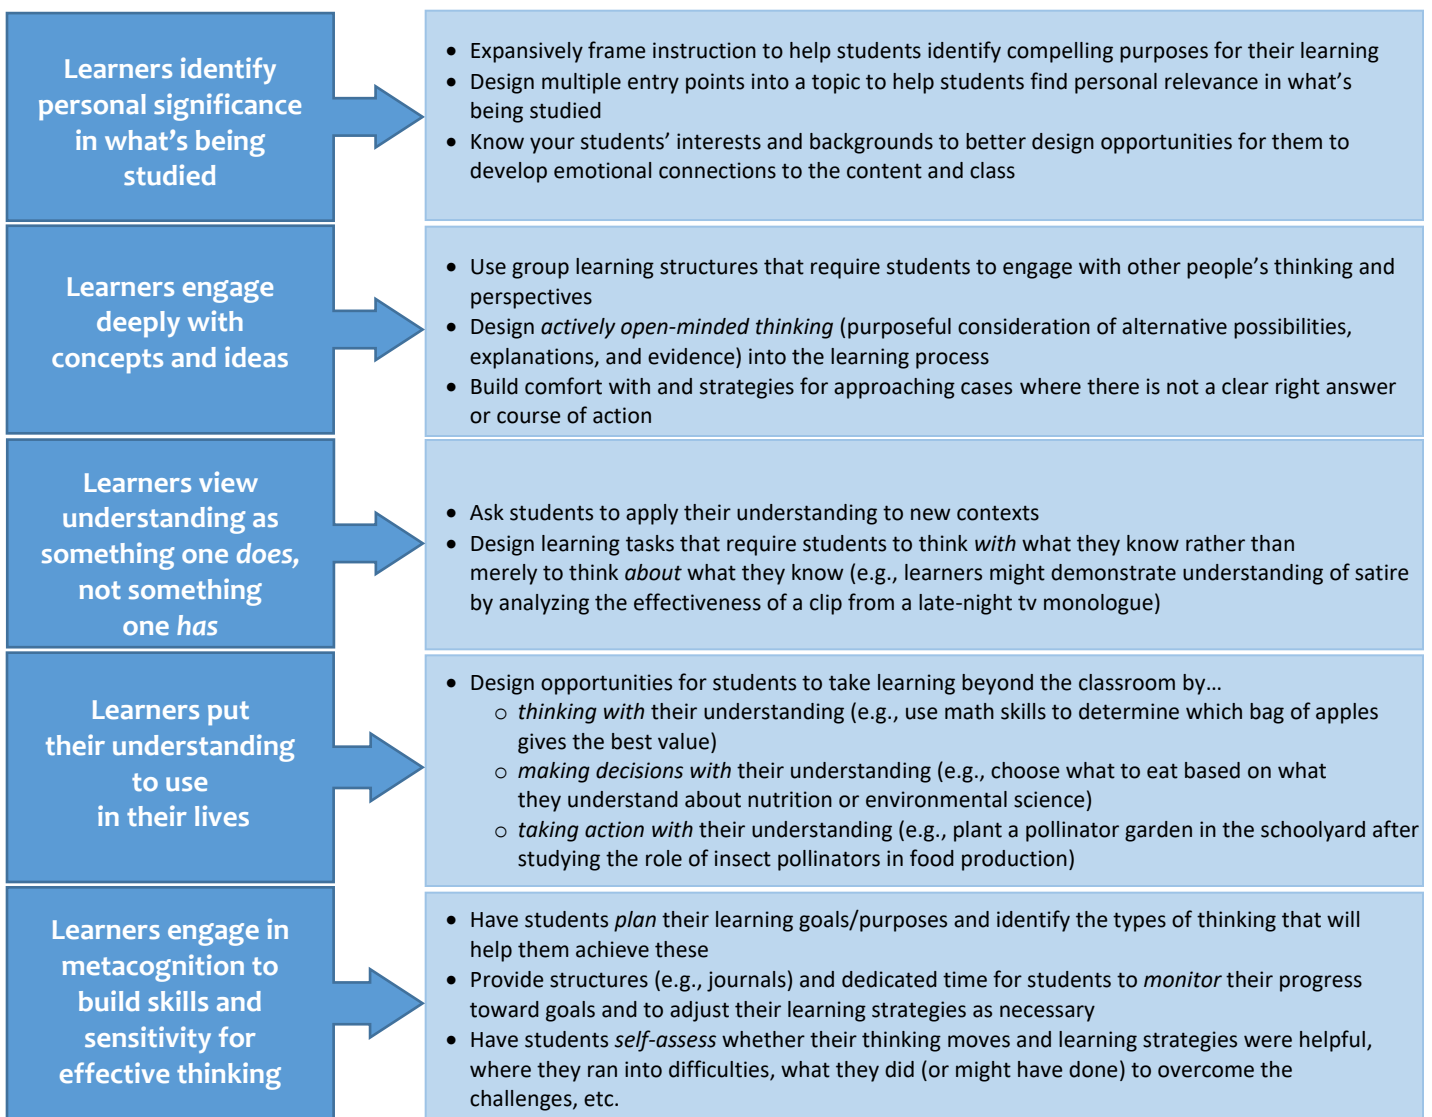 Learners identify
personal significance
in what's being
studied
• Expansively frame instruction to help students identify compelling purposes for their learning
• Design multiple entry points into a topic to help students find personal relevance in what's
being studied
• Know your students' interests and backgrounds to better design opportunities for them to
develop emotional connections to the content and class
Learners engage
deeply with
concepts and ideas
• Use group learning structures that require students to engage with other people's thinking and
perspectives
• Design actively open-minded thinking (purposeful consideration of alternative possibilities,
explanations, and evidence) into the learning process
• Build comfort with and strategies for approaching cases where there is not a clear right answer
or course of action
Learners view
understanding as
something one does,
not something
one has
• Ask students to apply their understanding to new contexts
• Design learning tasks that require students to think with what they know rather than
merely to think about what they know (e.g., learners might demonstrate understanding of satire
by analyzing the effectiveness of a clip from a late-night tv monologue)
Learners put
their understanding
to use
in their lives
• Design opportunities for students to take learning beyond the classroom by…
o thinking with their understanding (e.g., use math skills to determine which bag of apples
gives the best value)
o making decisions with their understanding (e.g., choose what to eat based on what
they understand about nutrition or environmental science)
o taking action with their understanding (e.g., plant a pollinator garden in the schoolyard after
studying the role of insect pollinators in food production)
Learners engage in
metacognition to
build skills and
sensitivity for
effective thinking
• Have students plan their learning goals/purposes and identify the types of thinking that will
help them achieve these
• Provide structures (e.g., journals) and dedicated time for students to monitor their progress
toward goals and to adjust their learning strategies as necessary
• Have students self-assess whether their thinking moves and learning strategies were helpful,
where they ran into difficulties, what they did (or might have done) to overcome the
challenges, etc.